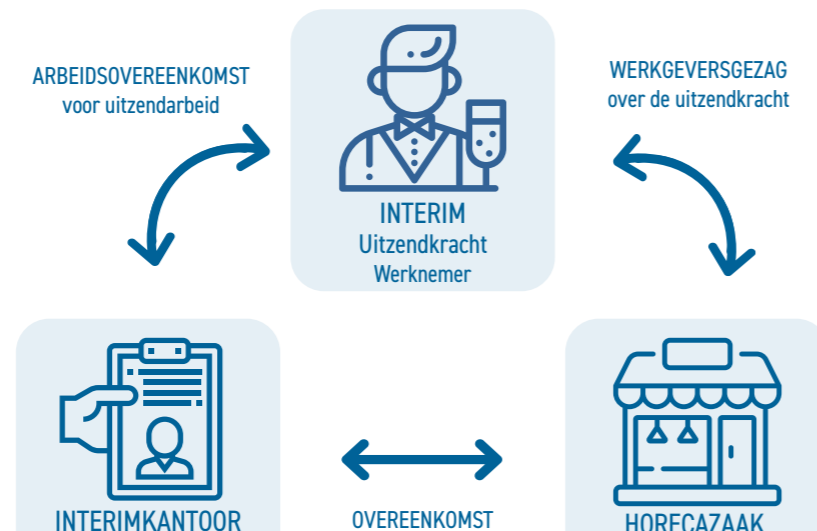 ARBEIDSOVEREENKOMST
voor uitzendarbeid
WERKGEVERSGEZAG
over de uitzendkracht
INTERIM
Uitzendkracht
Werknemer
INTERIMKANTOOR
OVEREENKOMST
HORECAZAAK